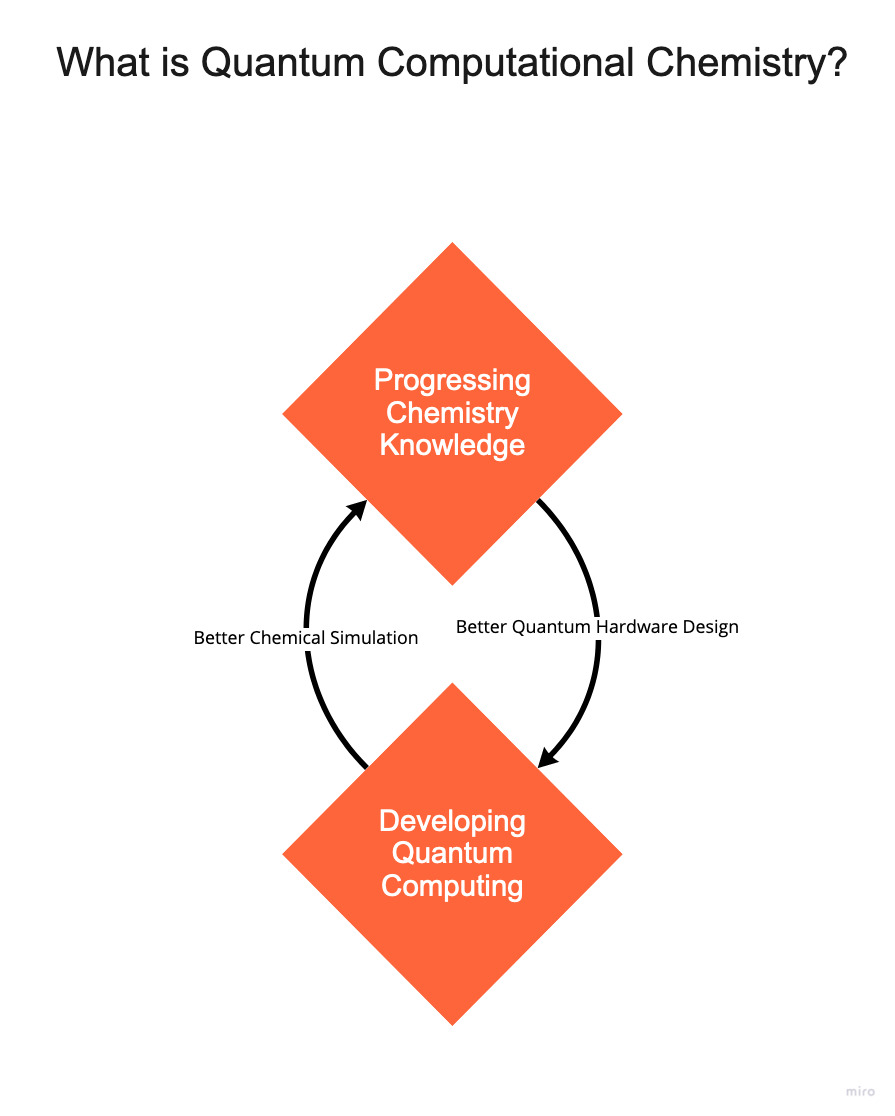 What is Quantum Computational Chemistry?
Progressing
Chemistry
Knowledge
Better Chemical Simulation
Better Quantum Hardware Design
Developing
Quantum
Computing
miro